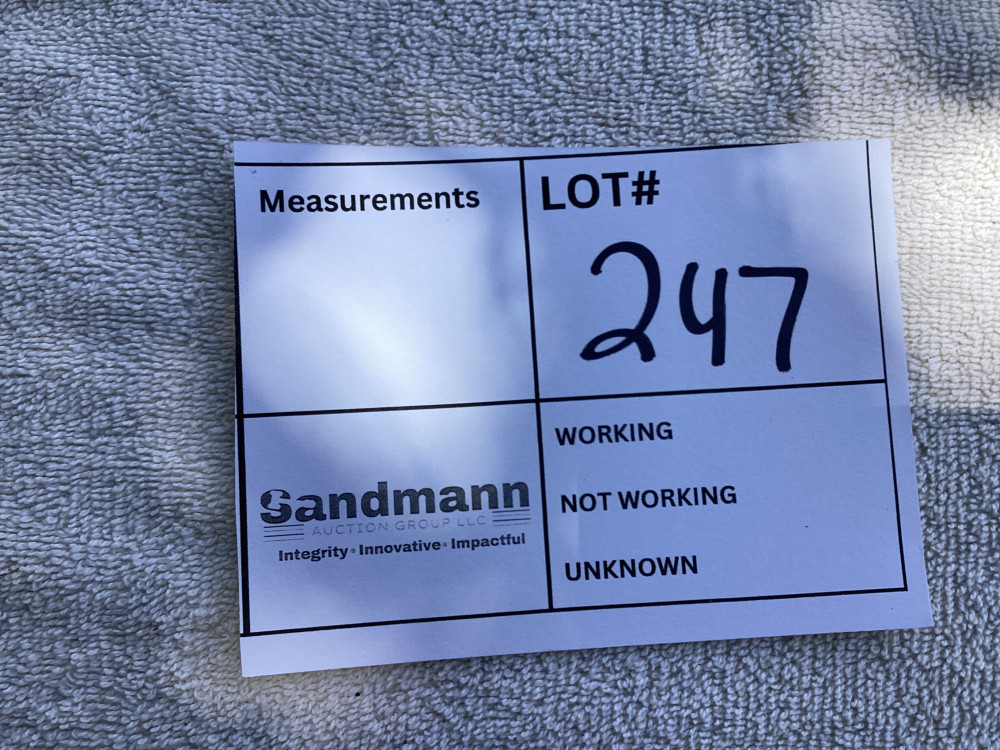 Measurements
LOT#
247
Sandmann
AUCTION GROUP LLC
Integrity • Innovative • Impactful
WORKING
NOT WORKING
UNKNOWN